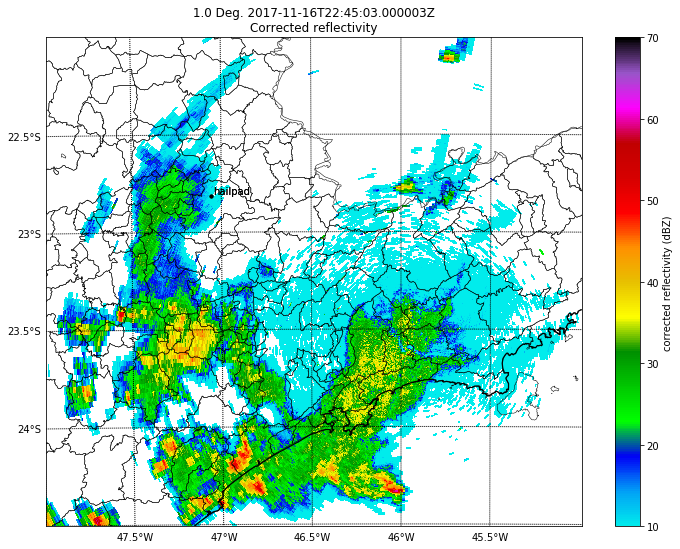 1.0 Deg. 2017-11-16T22:45:03.000003Z
Corrected reflectivity
22.5°S
23°S
23.5°S
24°S
hailpad
47.5°W
47°W
46.5°W
46°W
45.5°W
70
60
50
40
30
20
10
corrected reflectivity (dBZ)